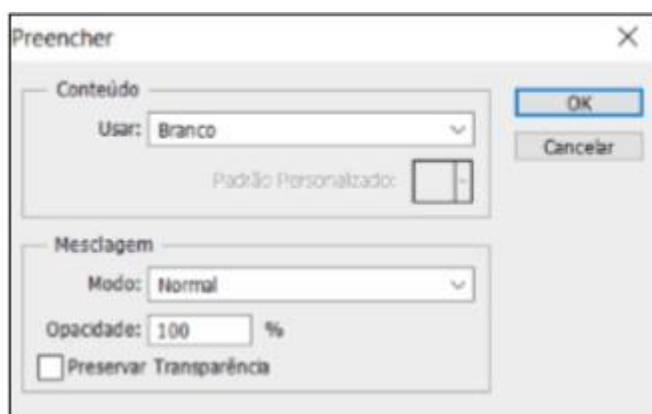 Preencher
Conteúdo
Usar: Branco
Padrão Personalizado:
OK
Cancelar
Mesclagem
Modo: Normal
Opacidade: 100 %
Preservar Transparência